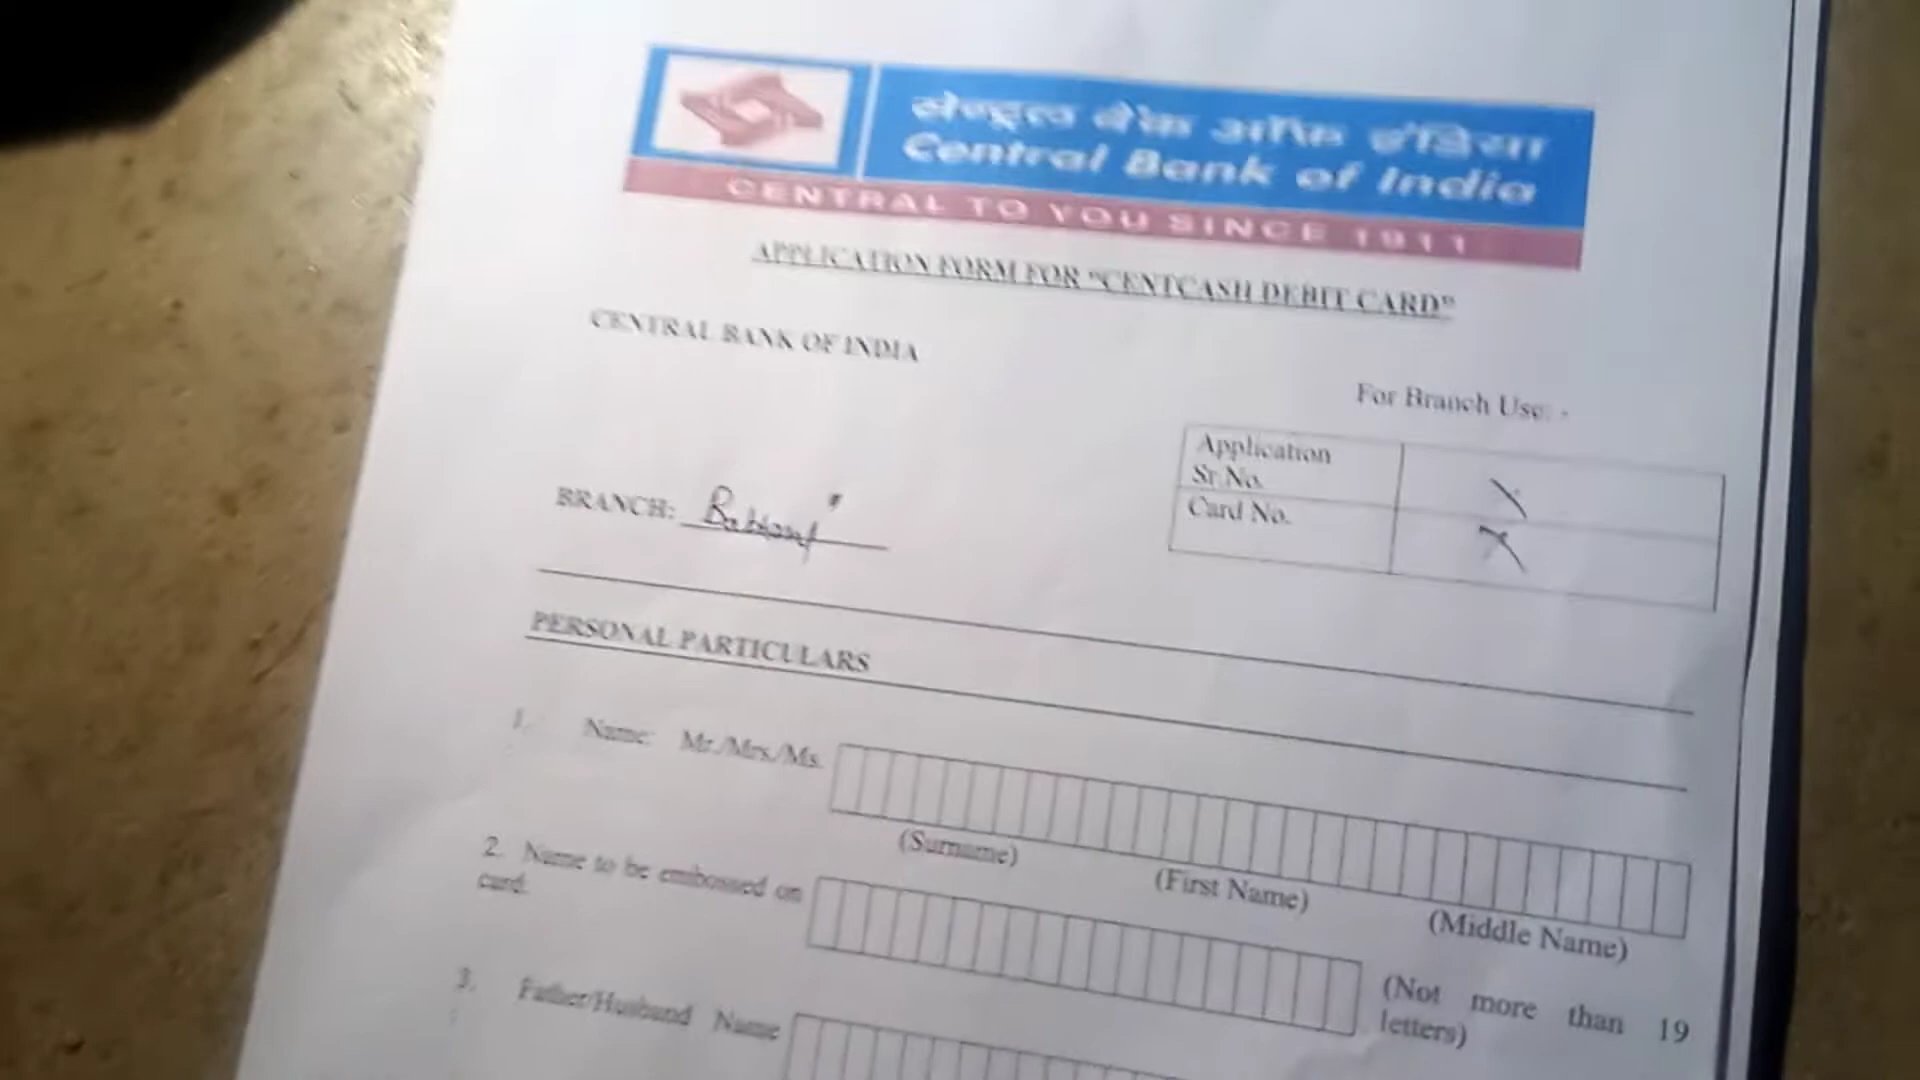 सेन्ट्रल बैंक ऑफ इंडिया
Central Bank of India
CENTRAL TO YOU SINCE 1911
APPLICATION FORM FOR "CENTCASH DEBIT CARD"
CENTRAL BANK OF INDIA
For Branch Use: -
Application
Sr.No.
Card No.
BRANCH:
PERSONAL PARTICULARS
1. Name: Mr./Mrs./Ms.
(Surname) (First Name) (Middle Name)
2. Name to be embossed on
card.
(Not more than 19
letters)
3. Father/Husband Name